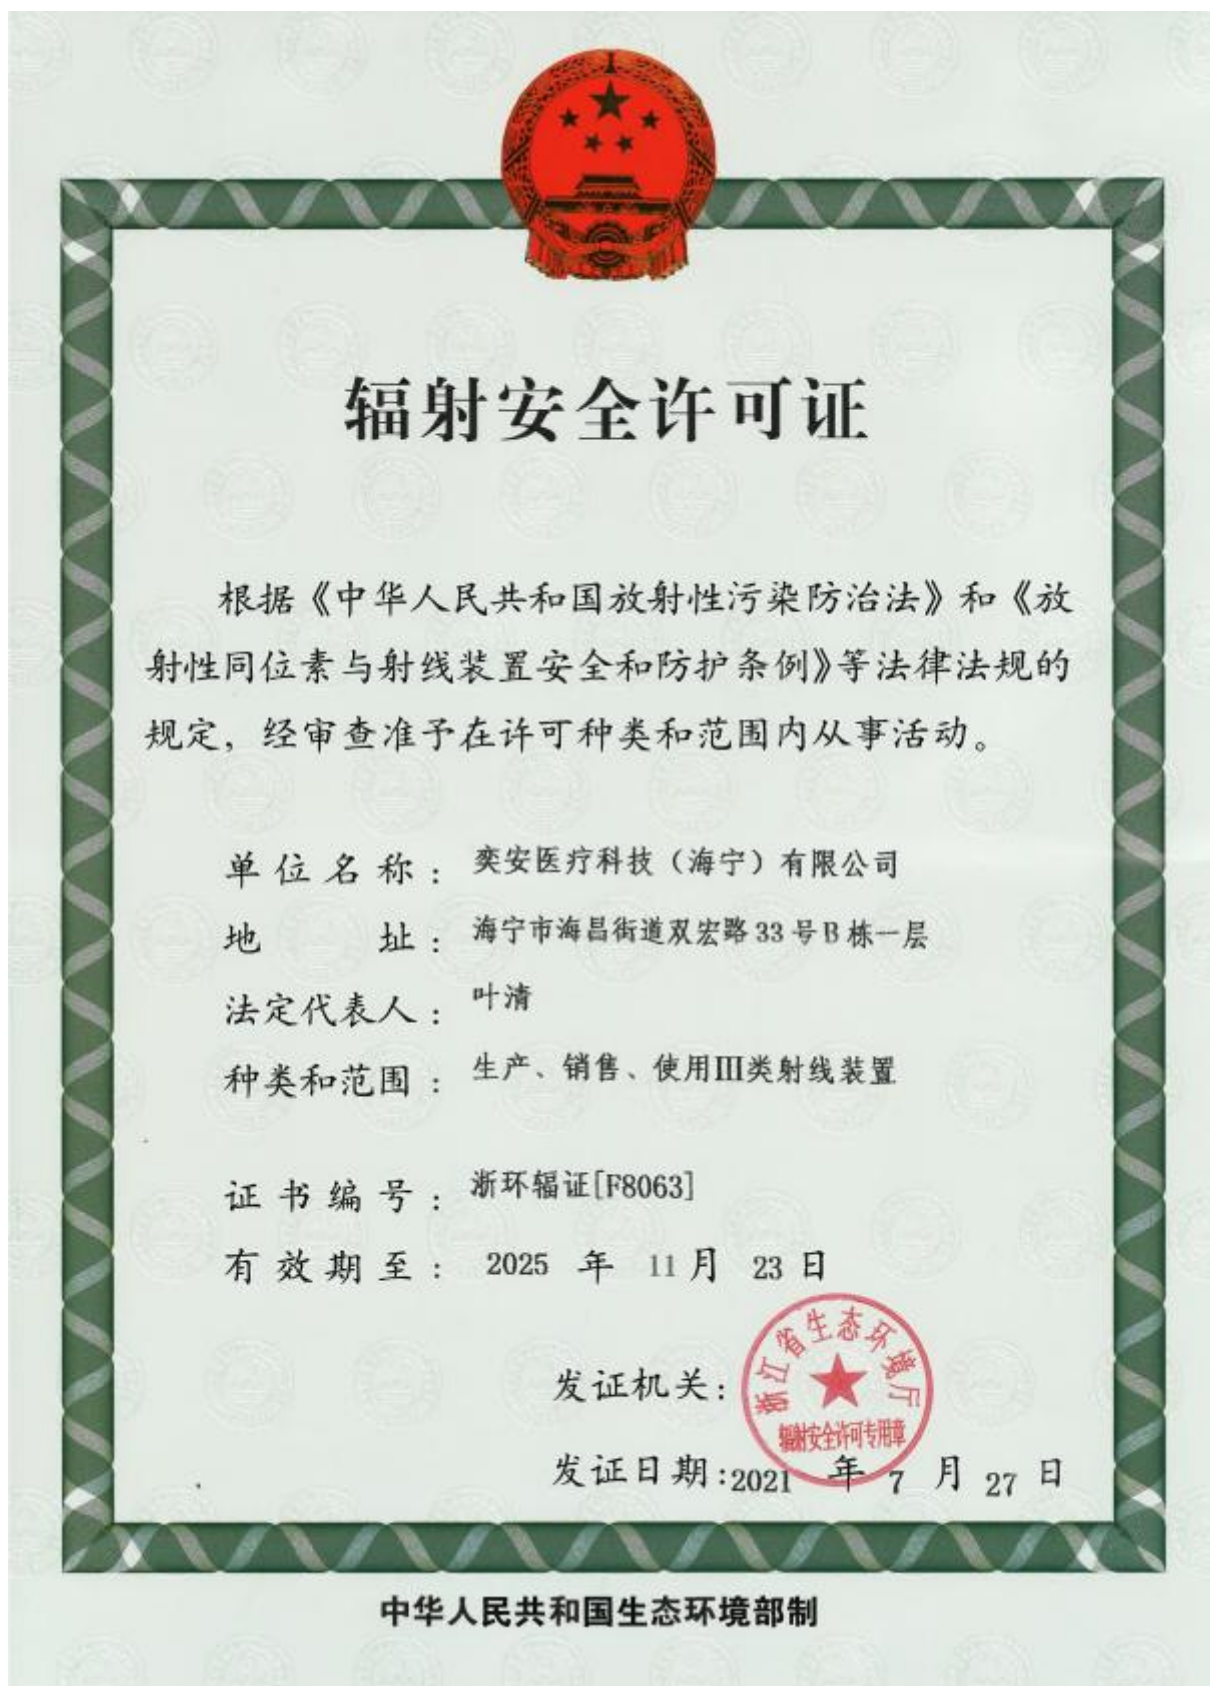 辐射安全许可证
根据《中华人民共和国放射性污染防治法》和《放
射性同位素与射线装置安全和防护条例》等法律法规的
规定，经审查准予在许可种类和范围内从事活动。
单位名称：奕安医疗科技（海宁）有限公司
地址：海宁市海昌街道双宏路33号B栋一层
法定代表人：叶清
种类和范围：生产、销售、使用Ⅲ类射线装置
证书编号：浙环辐证[F8063]
有效期至：2025年11月23日
发证机关：
浙江省生态环境厅
辐射安全许可专用章
发证日期：2021年7月27日
中华人民共和国生态环境部制